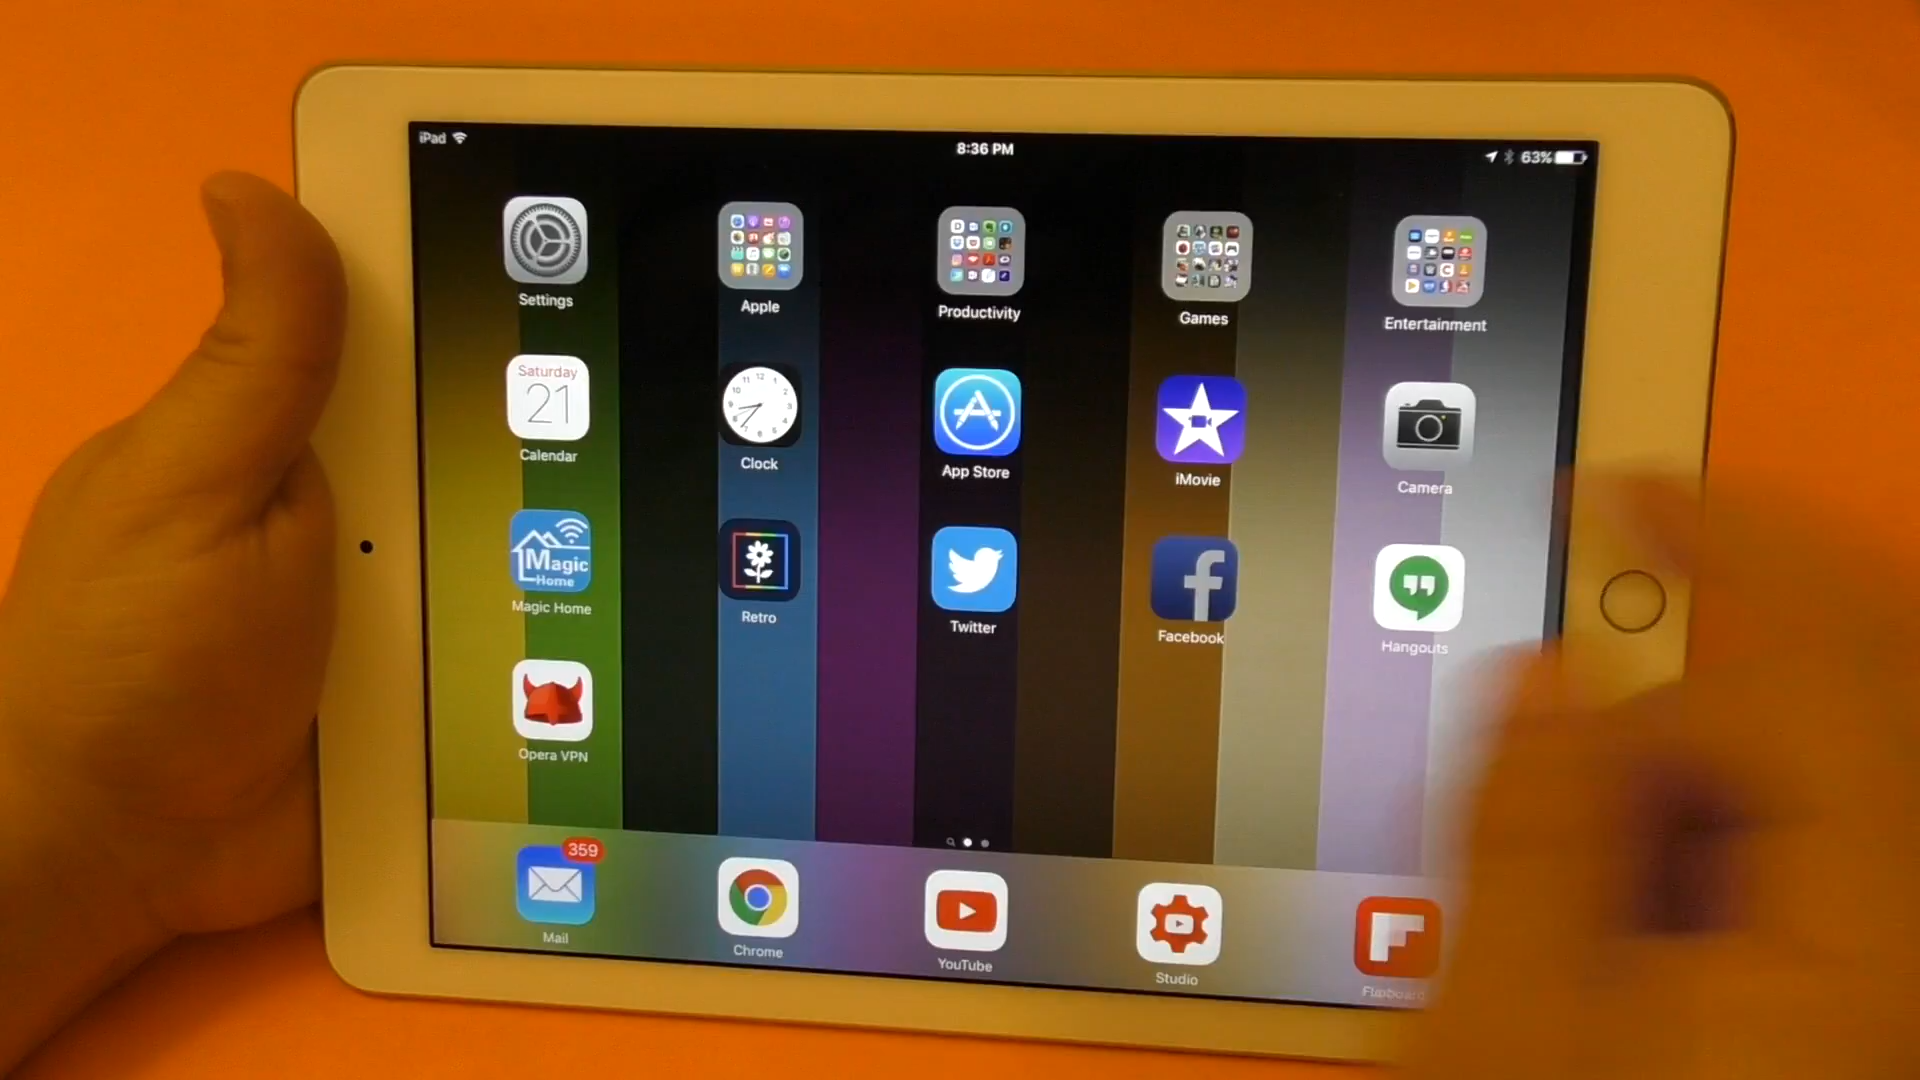 iPad
8:36 PM
63%
Settings
Apple
Productivity
Games
Entertainment
Saturday
21
Calendar
Clock
App Store
iMovie
Camera
Magic
Home
Magic Home
Retro
Twitter
Facebook
Hangouts
Opera VPN
359
Mail
Chrome
YouTube
Studio
Flipboard